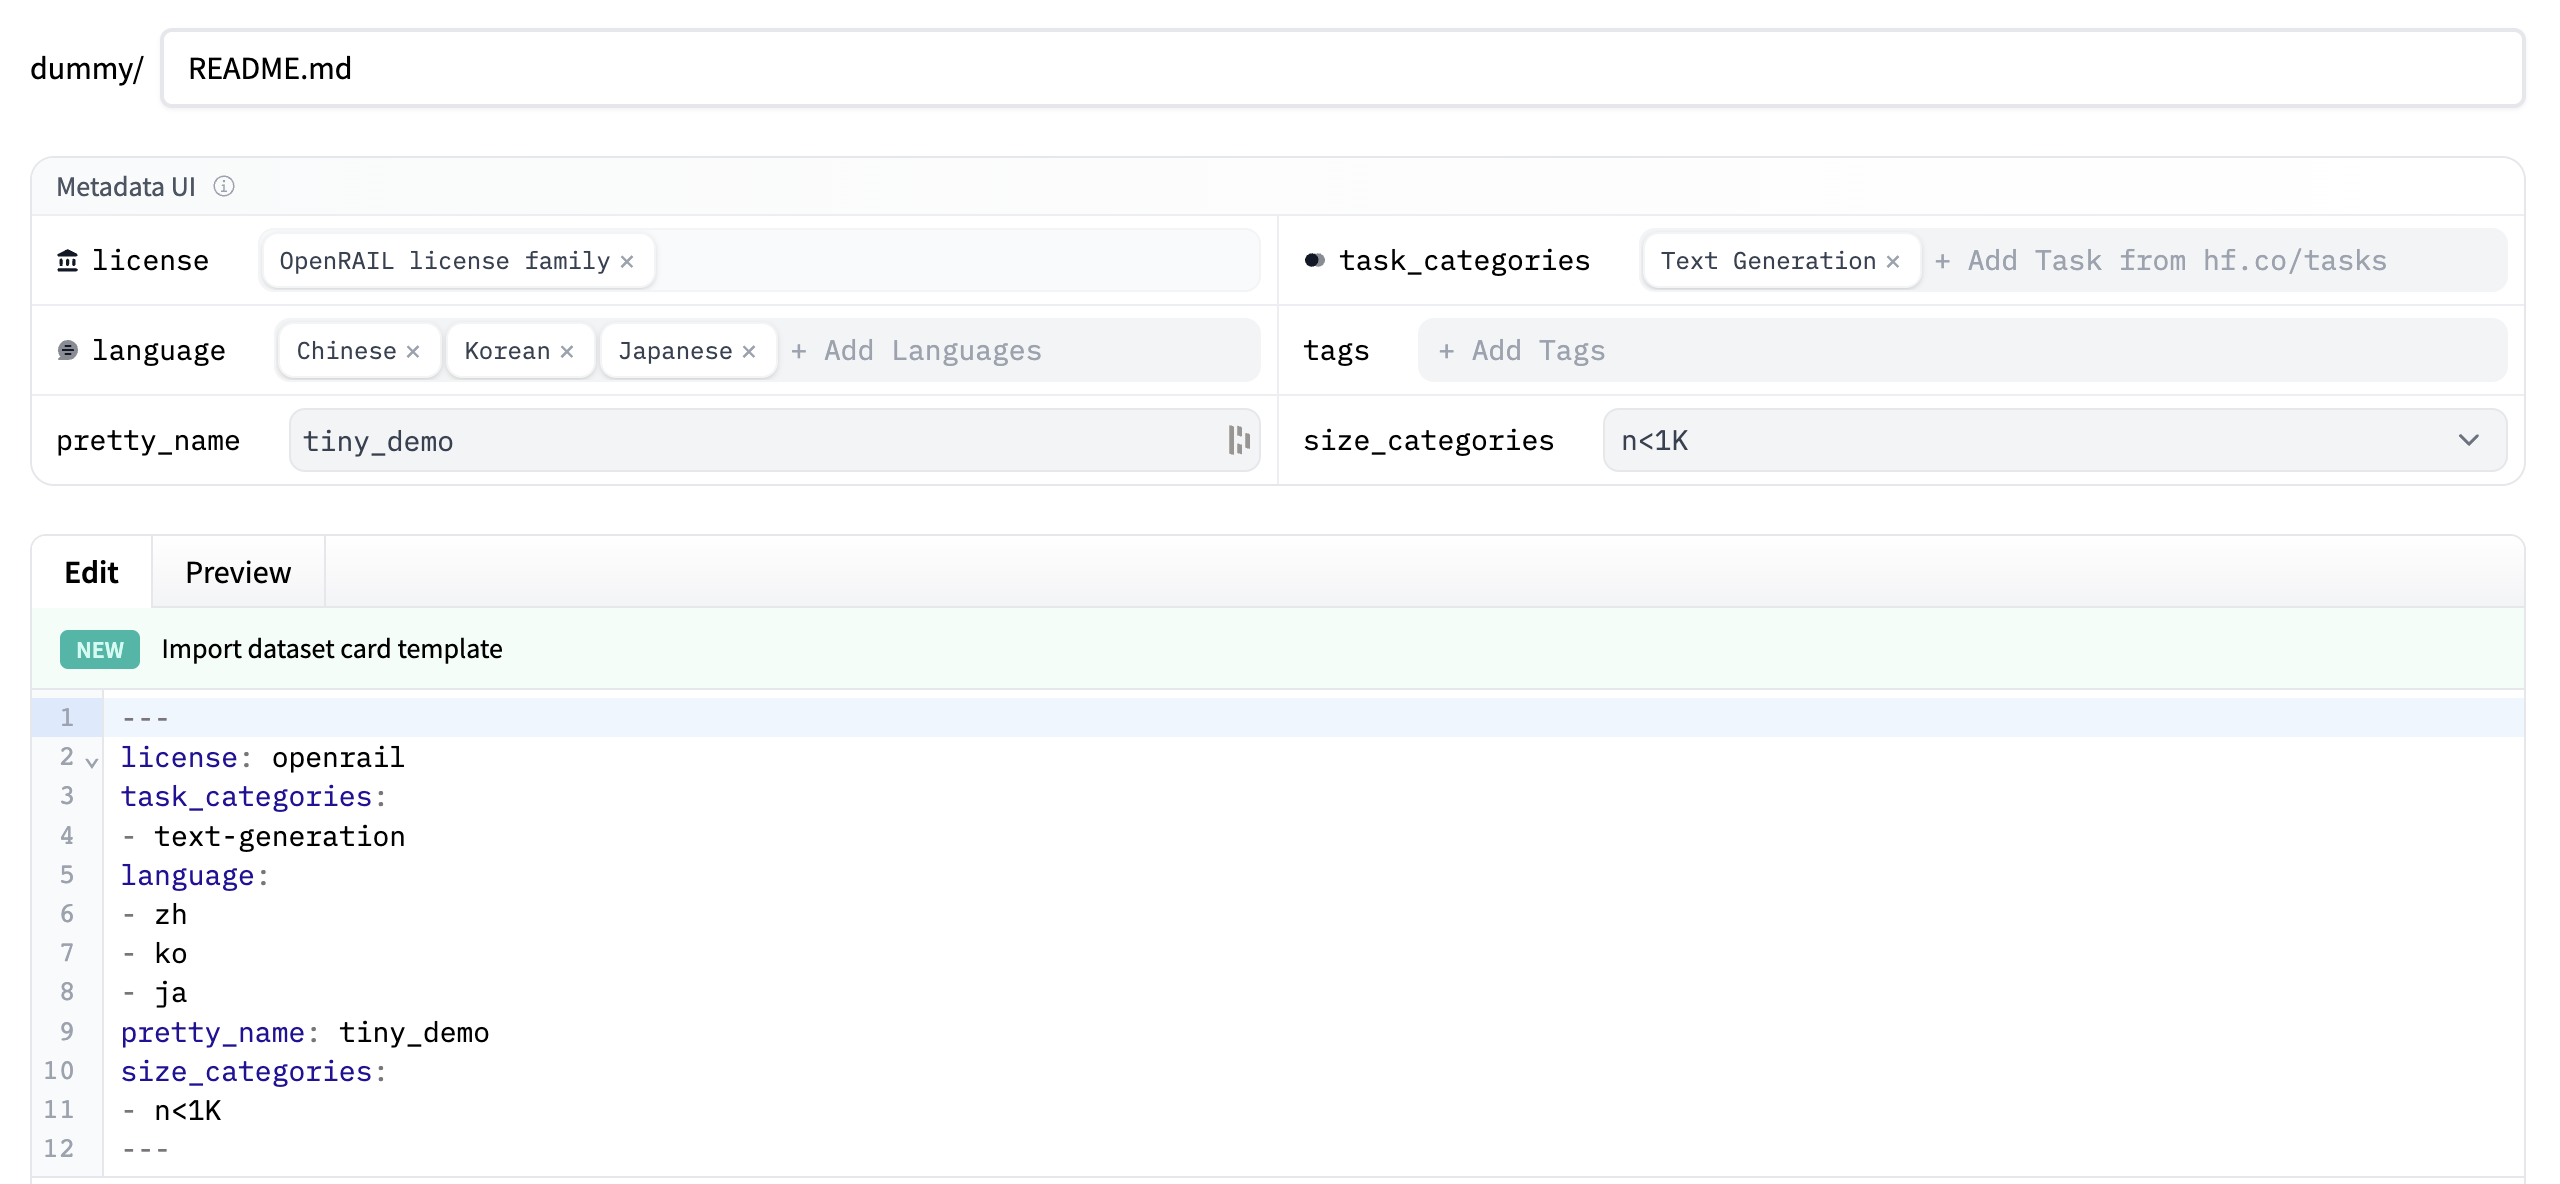 dummy/ README.md
Metadata UI
license OpenRAIL license family ×
task_categories Text Generation × + Add Task from hf.co/tasks
language Chinese × Korean × Japanese × + Add Languages
tags + Add Tags
pretty_name tiny_demo
size_categories n<1K
Edit Preview
NEW Import dataset card template
1 ---
2 license: openrail
3 task_categories:
4 - text-generation
5 language:
6 - zh
7 - ko
8 - ja
9 pretty_name: tiny_demo
10 size_categories:
11 - n<1K
12 ---